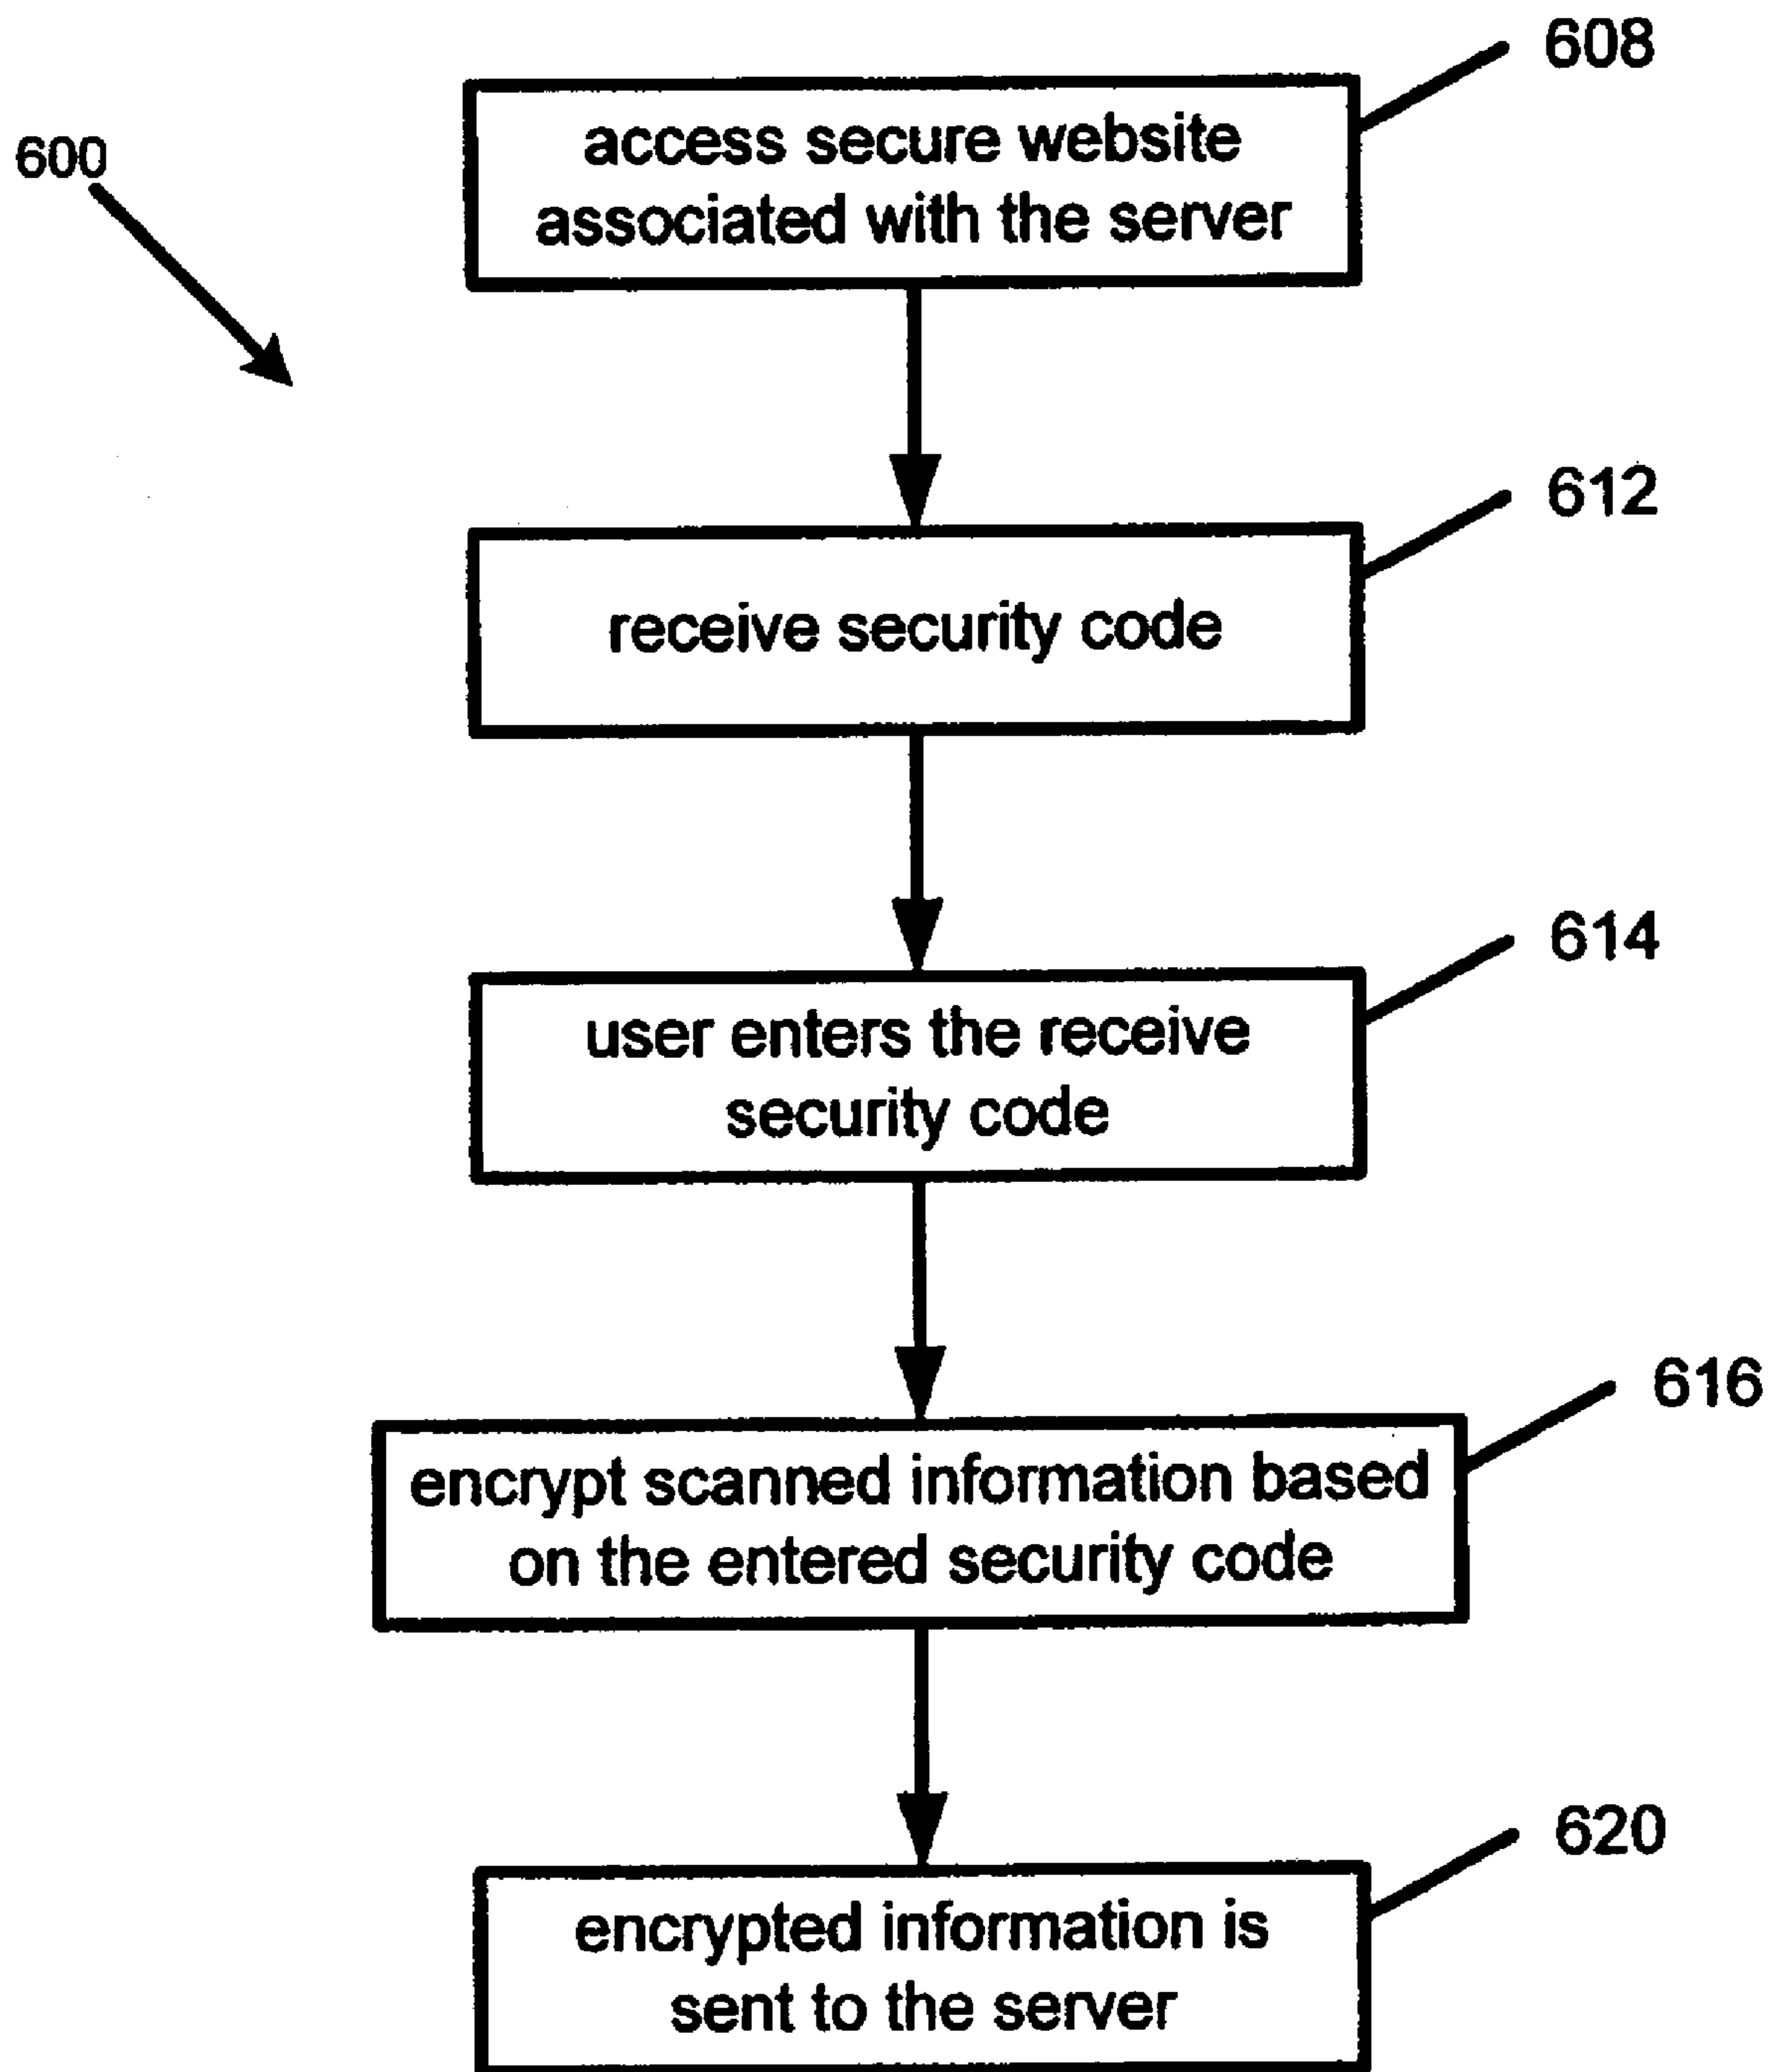 608
600
access secure website
associated with the server
612
receive security code
614
user enters the receive
security code
616
encrypt scanned information based
on the entered security code
620
encrypted information is
sent to the server